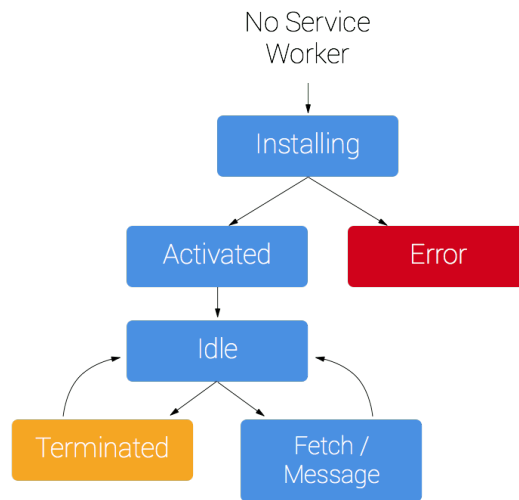 No Service
Worker
Installing
Activated
Error
Idle
Terminated
Fetch /
Message